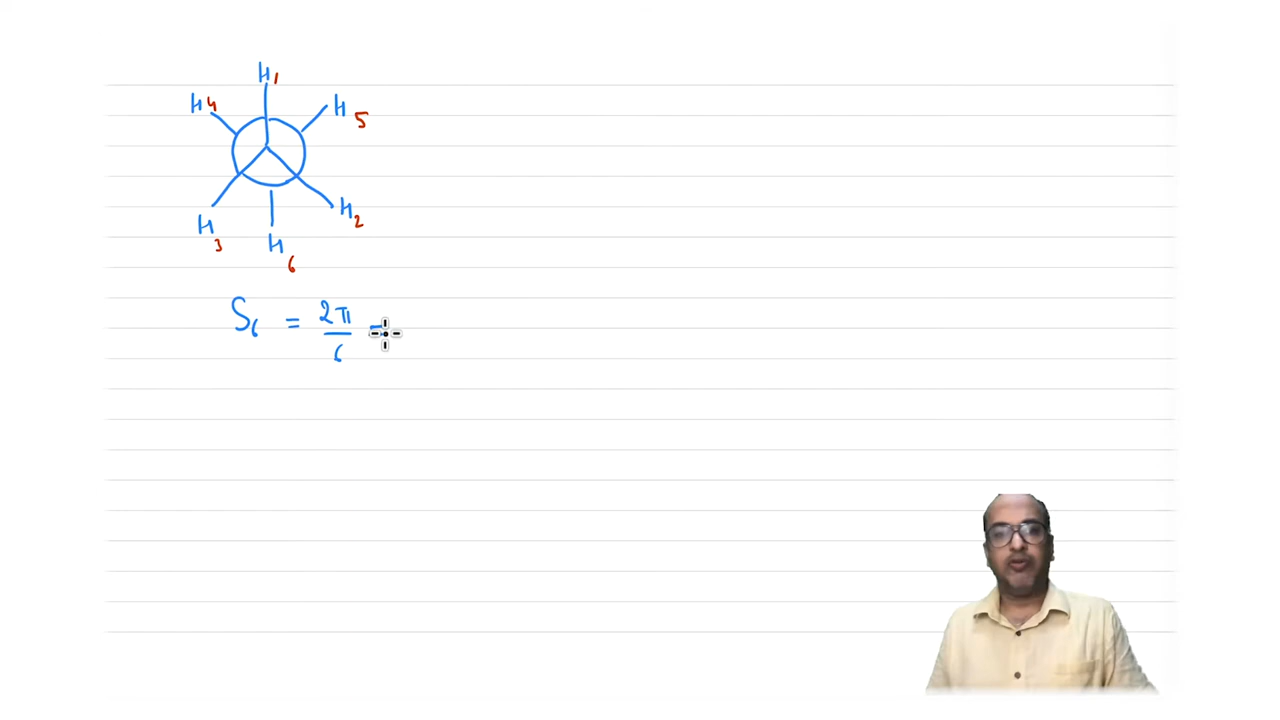 H1
H4
H5
H3
H2
H6
S6 = 2π/6 =